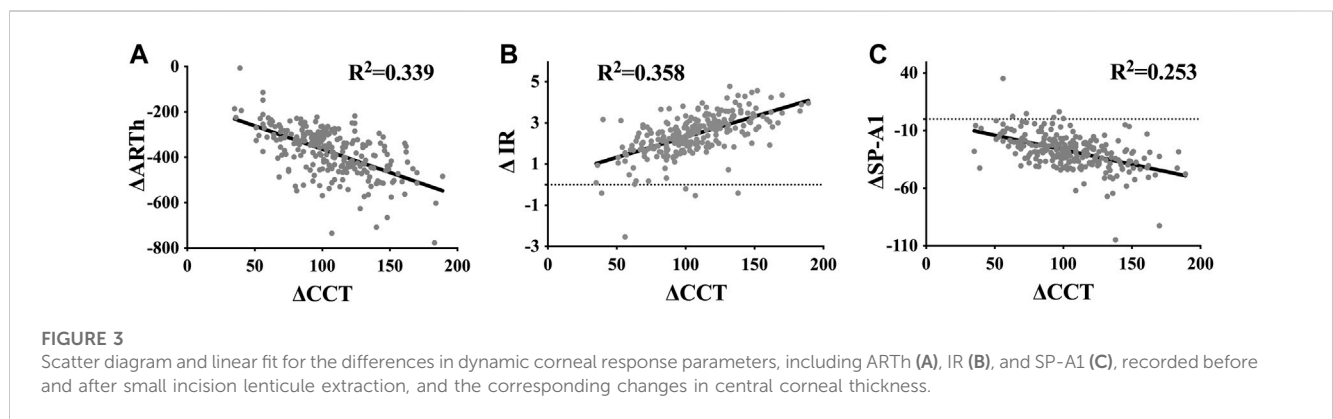 A
R²=0.339
0
-200
-400
-600
-800
ΔARTh
0
50
100
150
200
ΔCCT
B
R²=0.358
5
3
1
-1
-3
Δ IR
0
50
100
150
200
ΔCCT
C
R²=0.253
40
-10
-60
-110
ΔSP-A1
0
50
100
150
200
ΔCCT
FIGURE 3
Scatter diagram and linear fit for the differences in dynamic corneal response parameters, including ARTh (A), IR (B), and SP-A1 (C), recorded before
and after small incision lenticule extraction, and the corresponding changes in central corneal thickness.